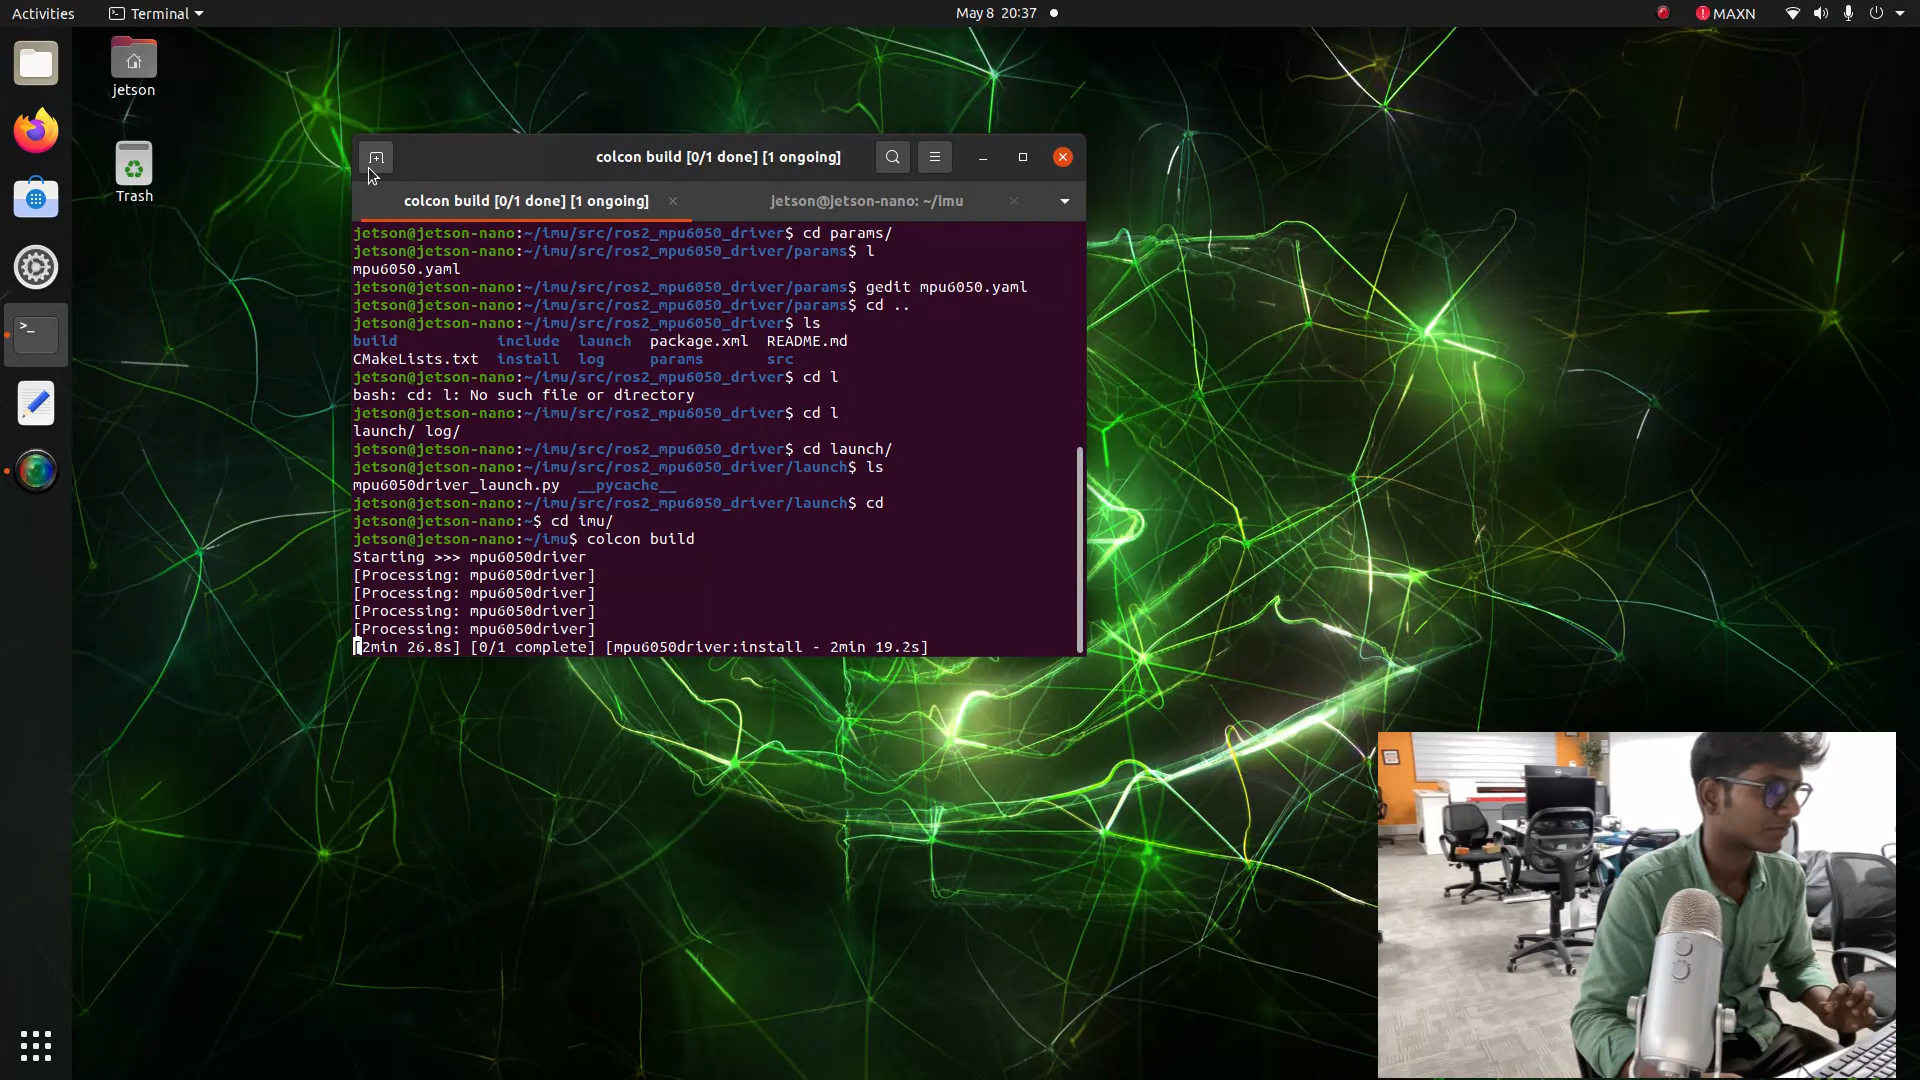 Activities
Terminal
May 8 20:37
MAXN
jetson
Trash
colcon build [0/1 done] [1 ongoing]
colcon build [0/1 done] [1 ongoing]
jetson@jetson-nano: ~/imu
jetson@jetson-nano:~/imu/src/ros2_mpu6050_driver$ cd params/
jetson@jetson-nano:~/imu/src/ros2_mpu6050_driver/params$ l
mpu6050.yaml
jetson@jetson-nano:~/imu/src/ros2_mpu6050_driver/params$ gedit mpu6050.yaml
jetson@jetson-nano:~/imu/src/ros2_mpu6050_driver/params$ cd ..
jetson@jetson-nano:~/imu/src/ros2_mpu6050_driver$ ls
build include launch package.xml README.md
CMakeLists.txt install log params src
jetson@jetson-nano:~/imu/src/ros2_mpu6050_driver$ cd l
bash: cd: l: No such file or directory
jetson@jetson-nano:~/imu/src/ros2_mpu6050_driver$ cd l
launch/ log/
jetson@jetson-nano:~/imu/src/ros2_mpu6050_driver$ cd launch/
jetson@jetson-nano:~/imu/src/ros2_mpu6050_driver/launch$ ls
mpu6050driver_launch.py __pycache__
jetson@jetson-nano:~/imu/src/ros2_mpu6050_driver/launch$ cd
jetson@jetson-nano:~$ cd imu/
jetson@jetson-nano:~/imu$ colcon build
Starting >>> mpu6050driver
[Processing: mpu6050driver]
[Processing: mpu6050driver]
[Processing: mpu6050driver]
[Processing: mpu6050driver]
[2min 26.8s] [0/1 complete] [mpu6050driver:install - 2min 19.2s]